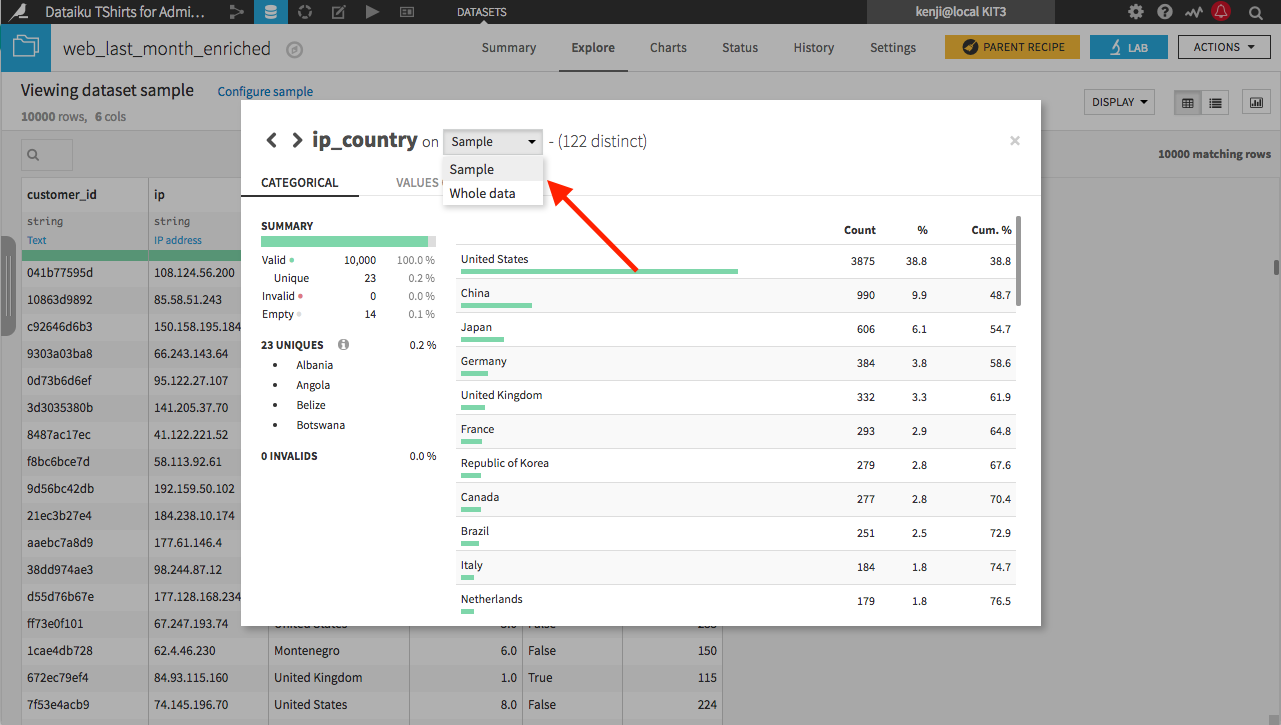 Dataiku TShirts for Admi... DATASETS kenji@local KIT3
web_last_month_enriched Summary Explore Charts Status History Settings PARENT RECIPE LAB ACTIONS
Viewing dataset sample Configure sample
10000 rows, 6 cols
DISPLAY
10000 matching rows
ip_country on Sample - (122 distinct)
Sample
Whole data
CATEGORICAL VALUES
SUMMARY
Valid 10,000 100.0 %
Unique 23 0.2 %
Invalid 0 0.0 %
Empty 14 0.1 %
23 UNIQUES 0.2 %
Albania
Angola
Belize
Botswana
0 INVALIDS 0.0 %
Count % Cum. %
United States 3875 38.8 38.8
China 990 9.9 48.7
Japan 606 6.1 54.7
Germany 384 3.8 58.6
United Kingdom 332 3.3 61.9
France 293 2.9 64.8
Republic of Korea 279 2.8 67.6
Canada 277 2.8 70.4
Brazil 251 2.5 72.9
Italy 184 1.8 74.7
Netherlands 179 1.8 76.5
customer_id ip
string string
Text IP address
041b77595d 108.124.56.200
10863d9892 85.58.51.243
c92646d6b3 150.158.195.184
9303a03ba8 66.243.143.64
0d73b6d6ef 95.122.27.107
3d3035380b 141.205.37.70
8487ac17ec 41.122.221.52
f8bc6bce7d 58.113.92.61
9d56bc42db 192.159.50.102
21ec3b27e4 184.238.10.174
aaebc7a8d9 177.61.146.4
38dd974ae3 98.244.87.12
d55d76b67e 177.128.168.234
ff73e0f101 67.247.193.74
1cae4db728 62.4.46.230 Montenegro 6.0 False 150
672ec79ef4 84.93.115.160 United Kingdom 1.0 True 115
7f53e4acb9 74.145.196.70 United States 8.0 False 224